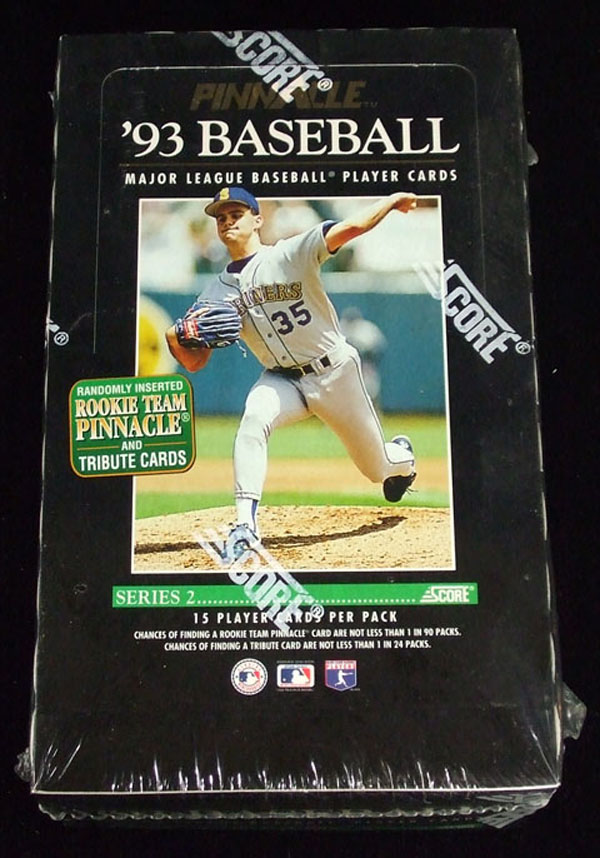 SCORE®
PINNACLE™
'93 BASEBALL
MAJOR LEAGUE BASEBALL® PLAYER CARDS
S
RINERS
35
SCORE®
®
RANDOMLY INSERTED
ROOKIE TEAM
PINNACLE®
AND
TRIBUTE CARDS
SERIES 2
SCORE®
SCORE
15 PLAYER CARDS PER PACK
CHANCES OF FINDING A ROOKIE TEAM PINNACLE® CARD ARE NOT LESS THAN 1 IN 90 PACKS.
CHANCES OF FINDING A TRIBUTE CARD ARE NOT LESS THAN 1 IN 24 PACKS.